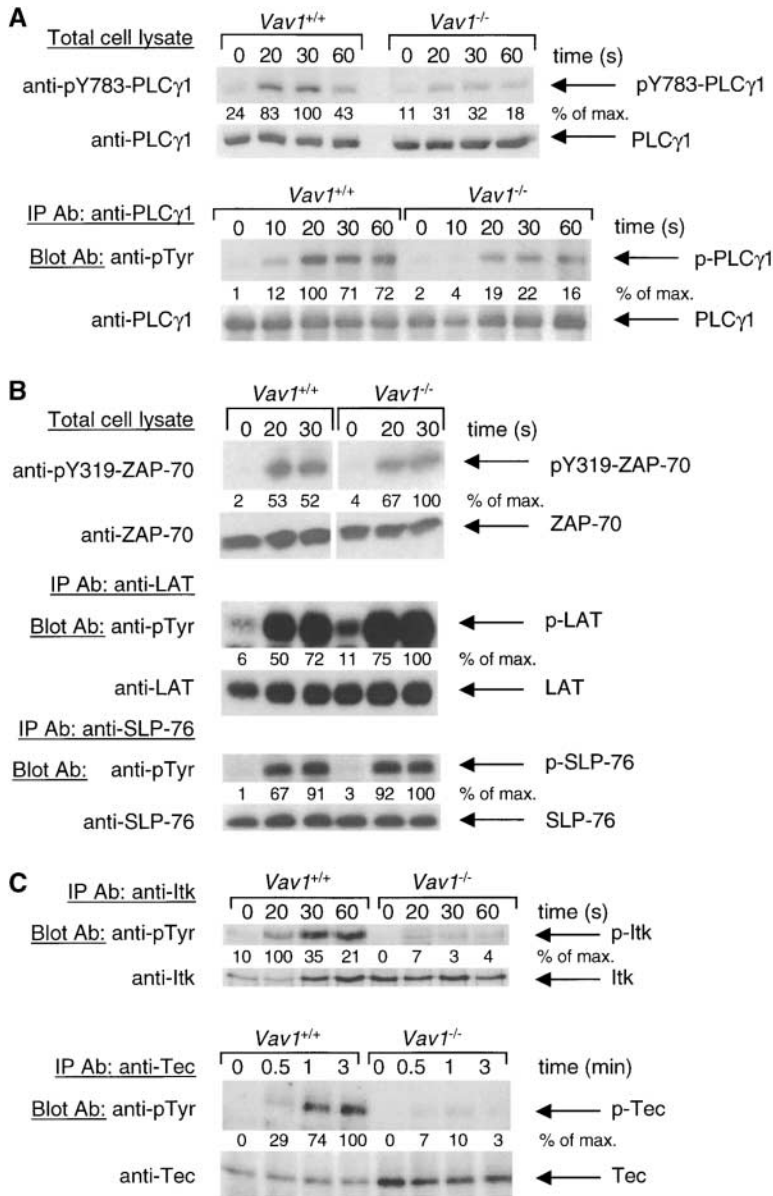 A
Total cell lysate
Vav1+/+ Vav1-/-
0 20 30 60 0 20 30 60 time (s)
anti-pY783-PLCγ1 pY783-PLCγ1
24 83 100 43 11 31 32 18 % of max.
anti-PLCγ1 PLCγ1
Vav1+/+ Vav1-/-
IP Ab: anti-PLCγ1
0 10 20 30 60 0 10 20 30 60 time (s)
Blot Ab: anti-pTyr p-PLCγ1
1 12 100 71 72 2 4 19 22 16 % of max.
anti-PLCγ1 PLCγ1
B
Vav1+/+ Vav1-/-
Total cell lysate
0 20 30 0 20 30 time (s)
anti-pY319-ZAP-70 pY319-ZAP-70
2 53 52 4 67 100 % of max.
anti-ZAP-70 ZAP-70
IP Ab: anti-LAT
Blot Ab: anti-pTyr p-LAT
6 50 72 11 75 100 % of max.
anti-LAT LAT
IP Ab: anti-SLP-76
Blot Ab: anti-pTyr p-SLP-76
1 67 91 3 92 100 % of max.
anti-SLP-76 SLP-76
C
Vav1+/+ Vav1-/-
IP Ab: anti-Itk
0 20 30 60 0 20 30 60 time (s)
Blot Ab: anti-pTyr p-Itk
10 100 35 21 0 7 3 4 % of max.
anti-Itk Itk
Vav1+/+ Vav1-/-
IP Ab: anti-Tec
0 0.5 1 3 0 0.5 1 3 time (min)
Blot Ab: anti-pTyr p-Tec
0 29 74 100 0 7 10 3 % of max.
anti-Tec Tec